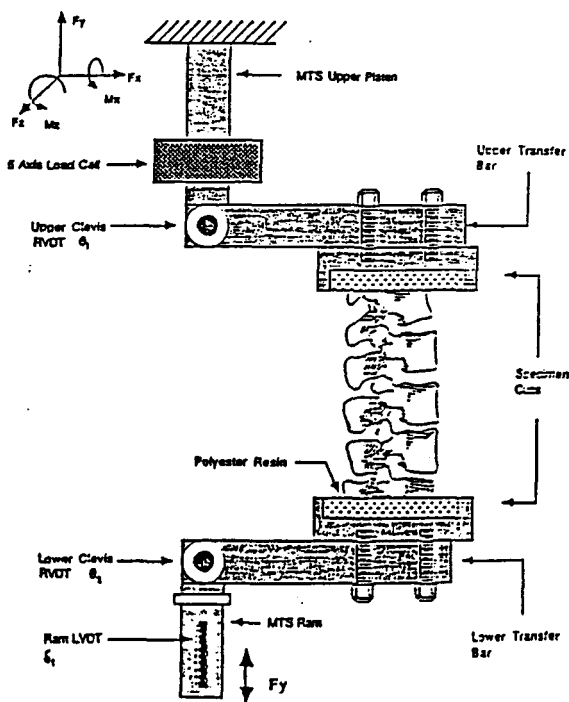 Fy
Fx
Mx
Fz
Mz
MTS Upper Platen
6 Axis Load Cell
Upper Transfer
Bar
Upper Clevis
RVDT θ₁
Specimen
Cups
Polyester Resin
Lower Clevis
RVDT θ₂
MTS Ram
Ram LVDT
δ₁
Lower Transfer
Bar
Fy